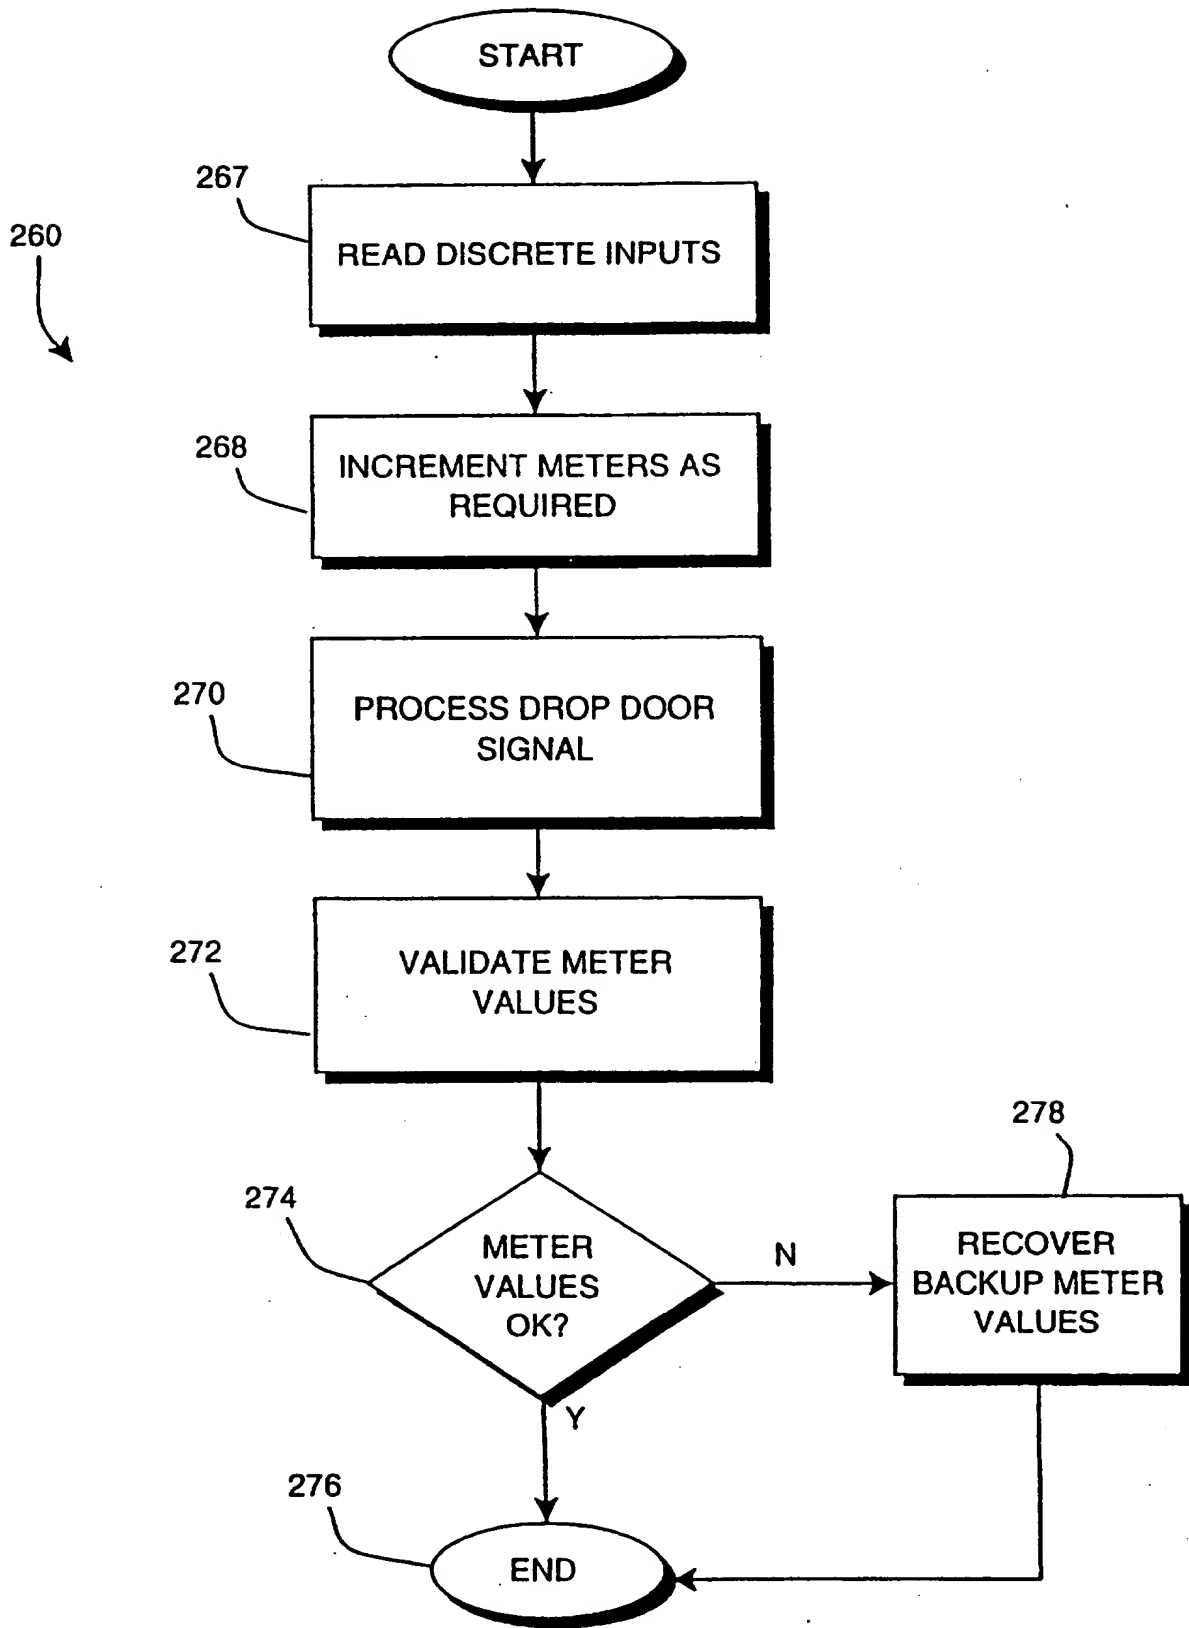 START
267
260
READ DISCRETE INPUTS
268
INCREMENT METERS AS
REQUIRED
270
PROCESS DROP DOOR
SIGNAL
272
VALIDATE METER
VALUES
278
274
METER
VALUES
OK?
N
RECOVER
BACKUP METER
VALUES
Y
276
END